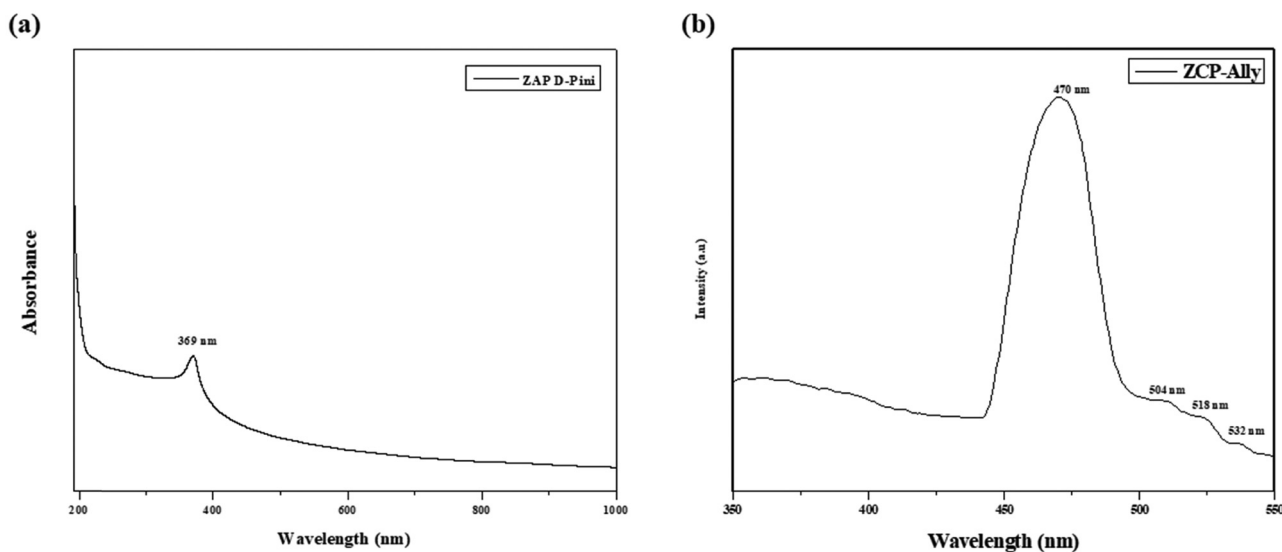 (a)
ZAP D-Pini
369 nm
Absorbance
200
400
600
800
1000
Wavelength (nm)
(b)
ZCP-Ally
470 nm
504 nm
518 nm
532 nm
Intensity (a.u)
350
400
450
500
550
Wavelength (nm)